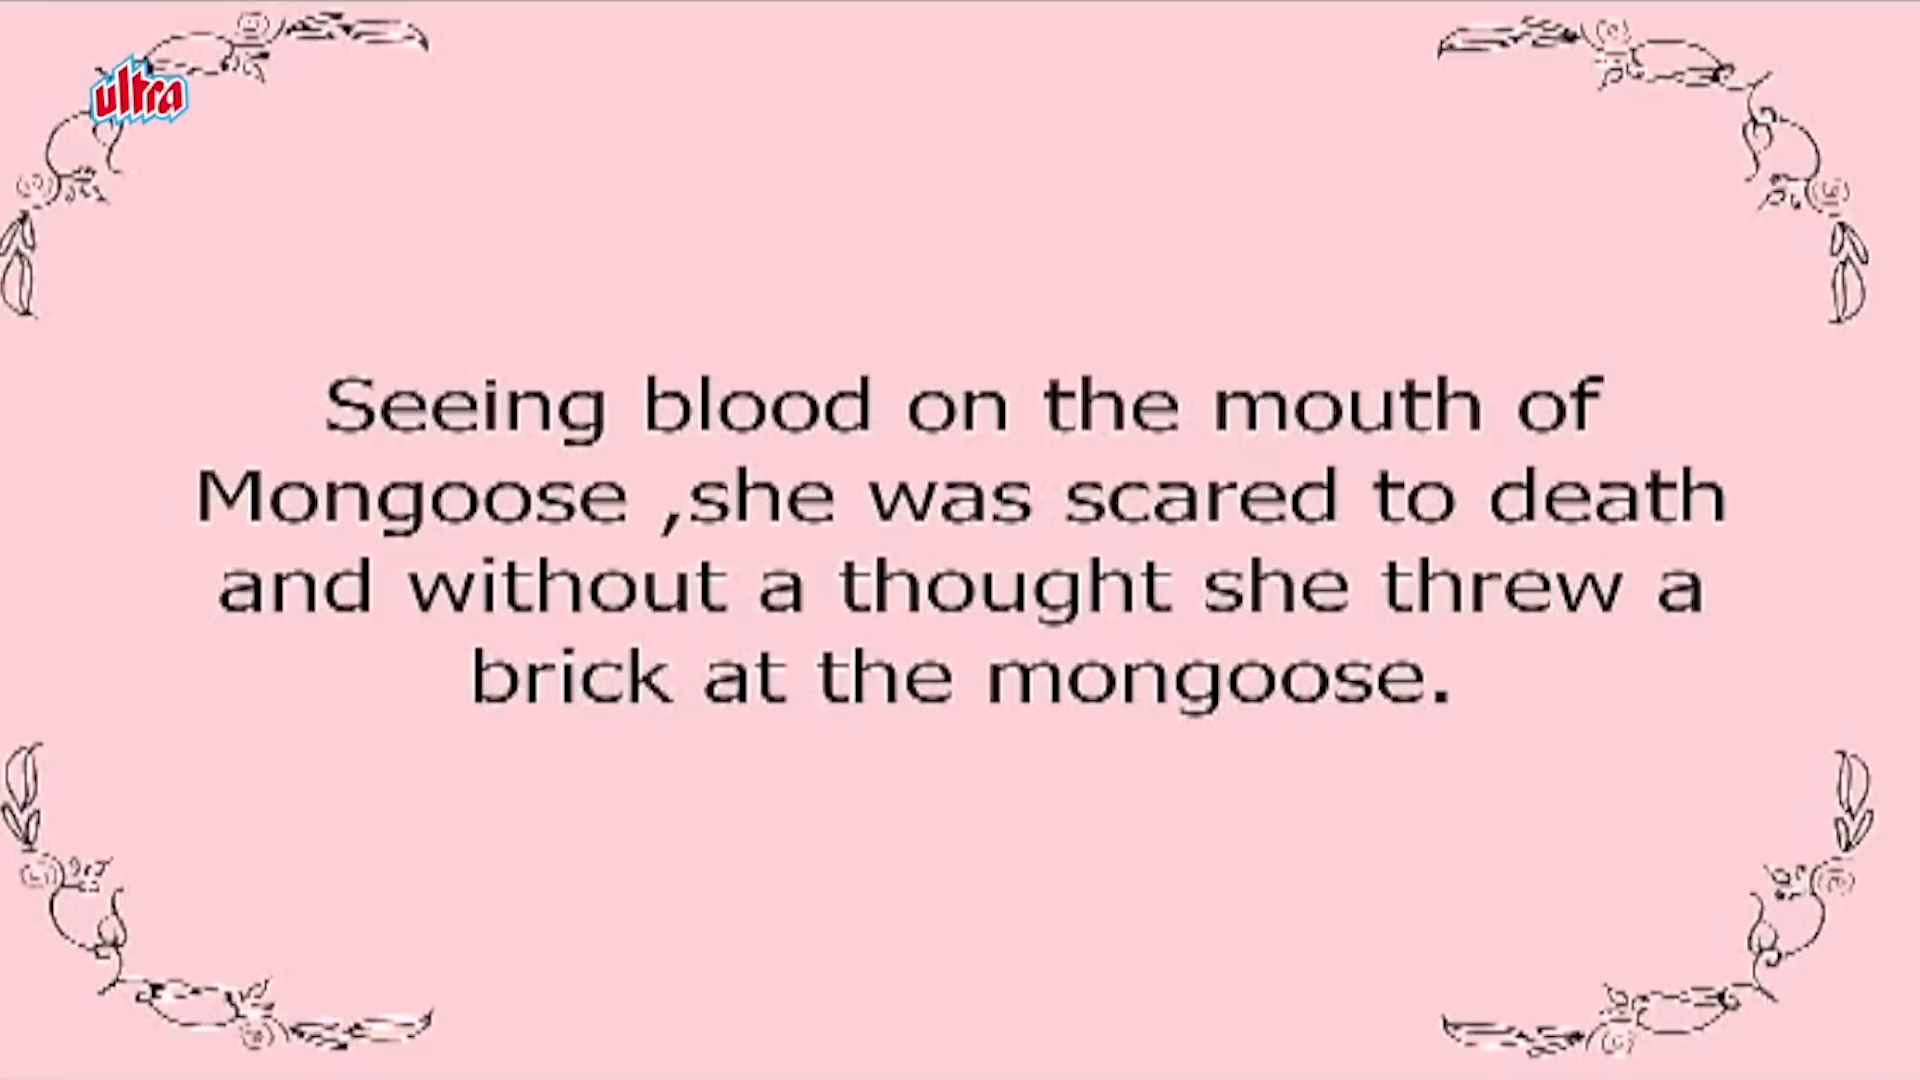 ultra
Seeing blood on the mouth of
Mongoose ,she was scared to death
and without a thought she threw a
brick at the mongoose.